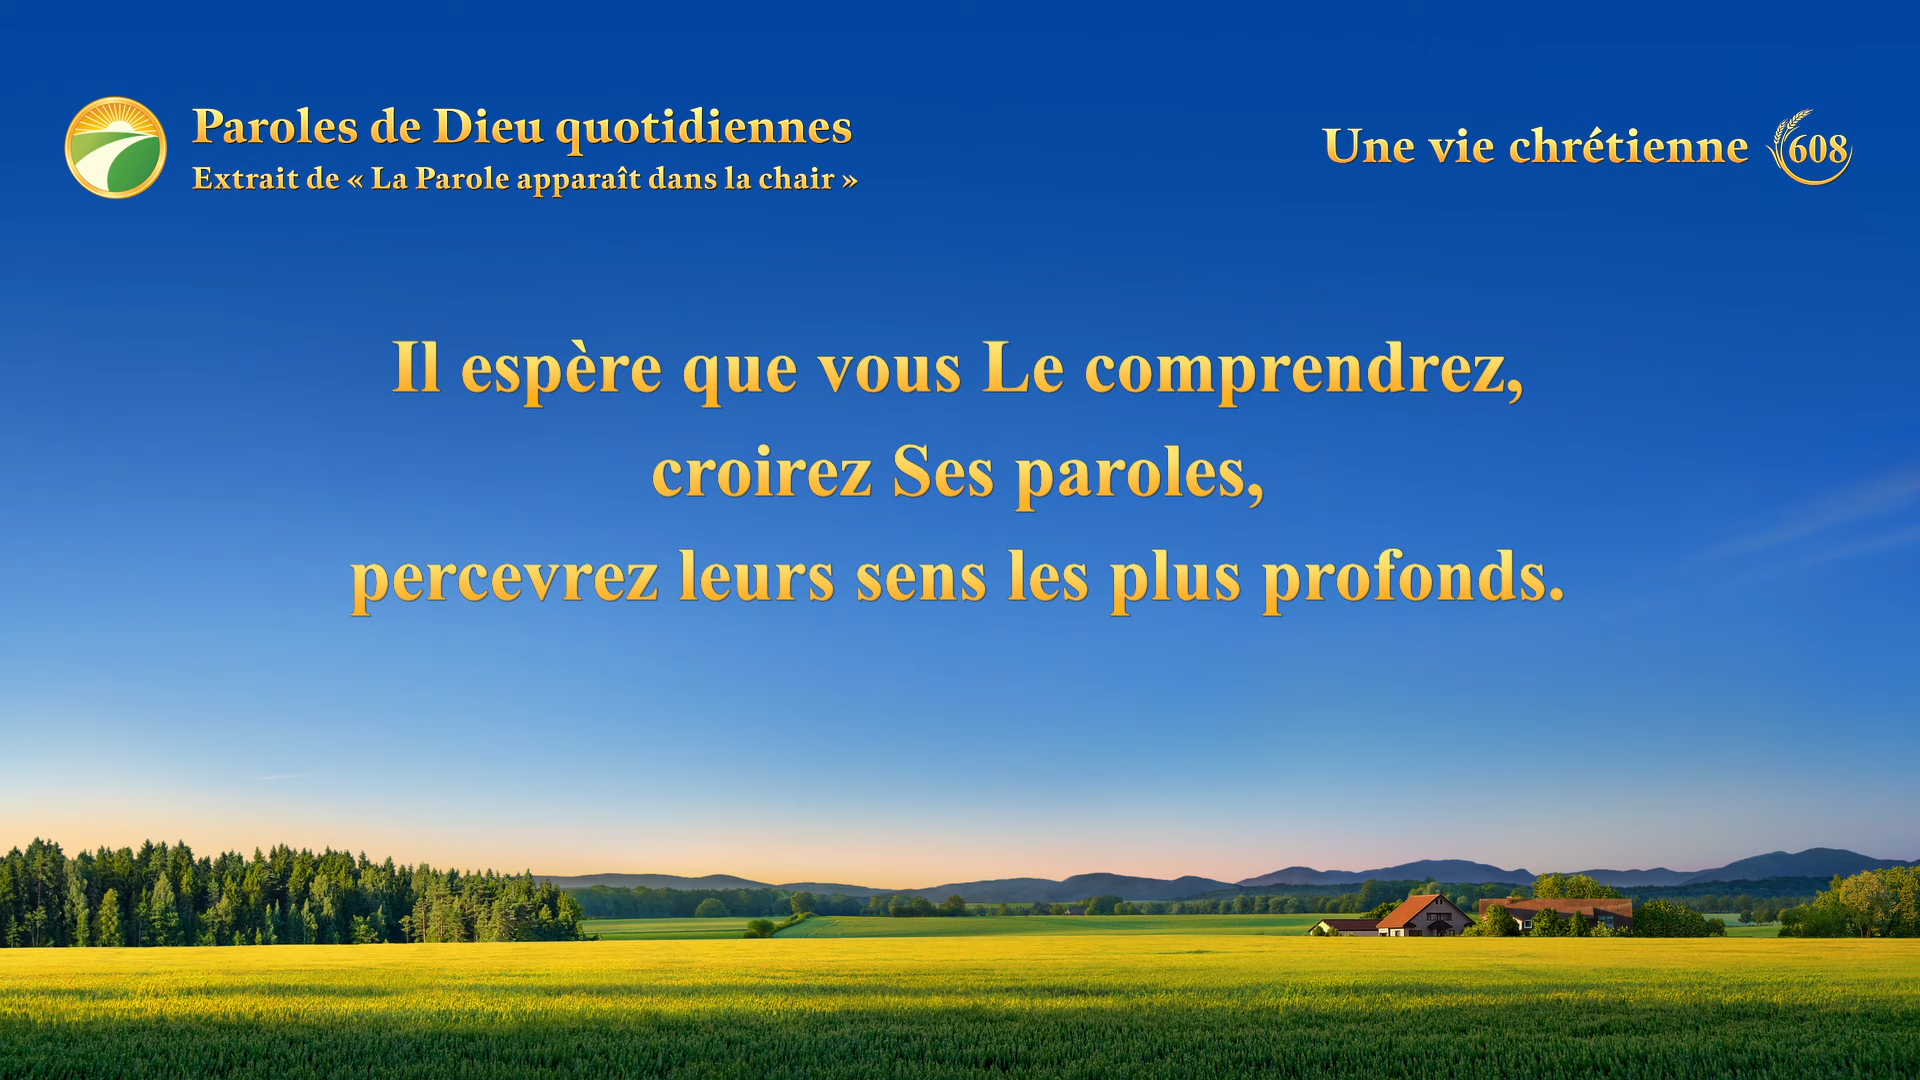 Paroles de Dieu quotidiennes
Extrait de « La Parole apparaît dans la chair »
Une vie chrétienne 608
Il espère que vous Le comprendrez,
croirez Ses paroles,
percevrez leurs sens les plus profonds.